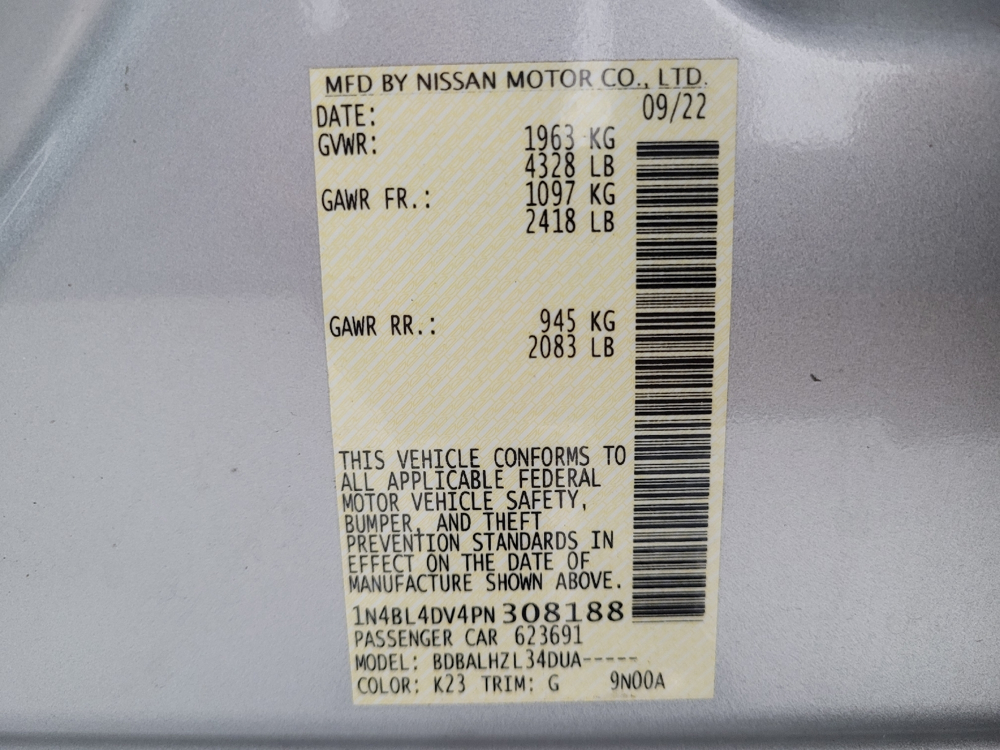 MFD BY NISSAN MOTOR CO., LTD.
DATE: 09/22
GVWR: 1963 KG
4328 LB
GAWR FR.: 1097 KG
2418 LB
GAWR RR.: 945 KG
2083 LB
THIS VEHICLE CONFORMS TO
ALL APPLICABLE FEDERAL
MOTOR VEHICLE SAFETY,
BUMPER, AND THEFT
PREVENTION STANDARDS IN
EFFECT ON THE DATE OF
MANUFACTURE SHOWN ABOVE.
1N4BL4DV4PN 308188
PASSENGER CAR 623691
MODEL: BDBALHZL34DUA-----
COLOR: K23 TRIM: G 9N00A